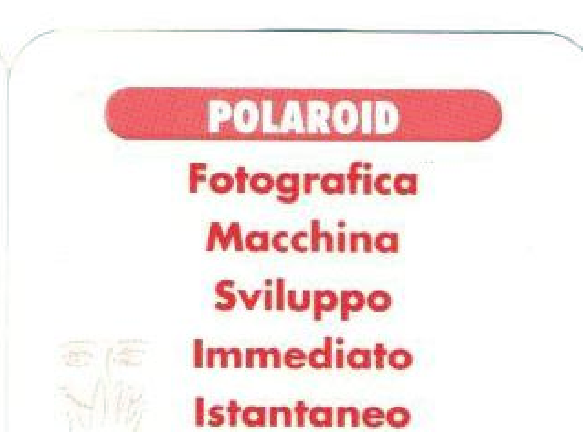 POLAROID
Fotografica
Macchina
Sviluppo
Immediato
Istantaneo